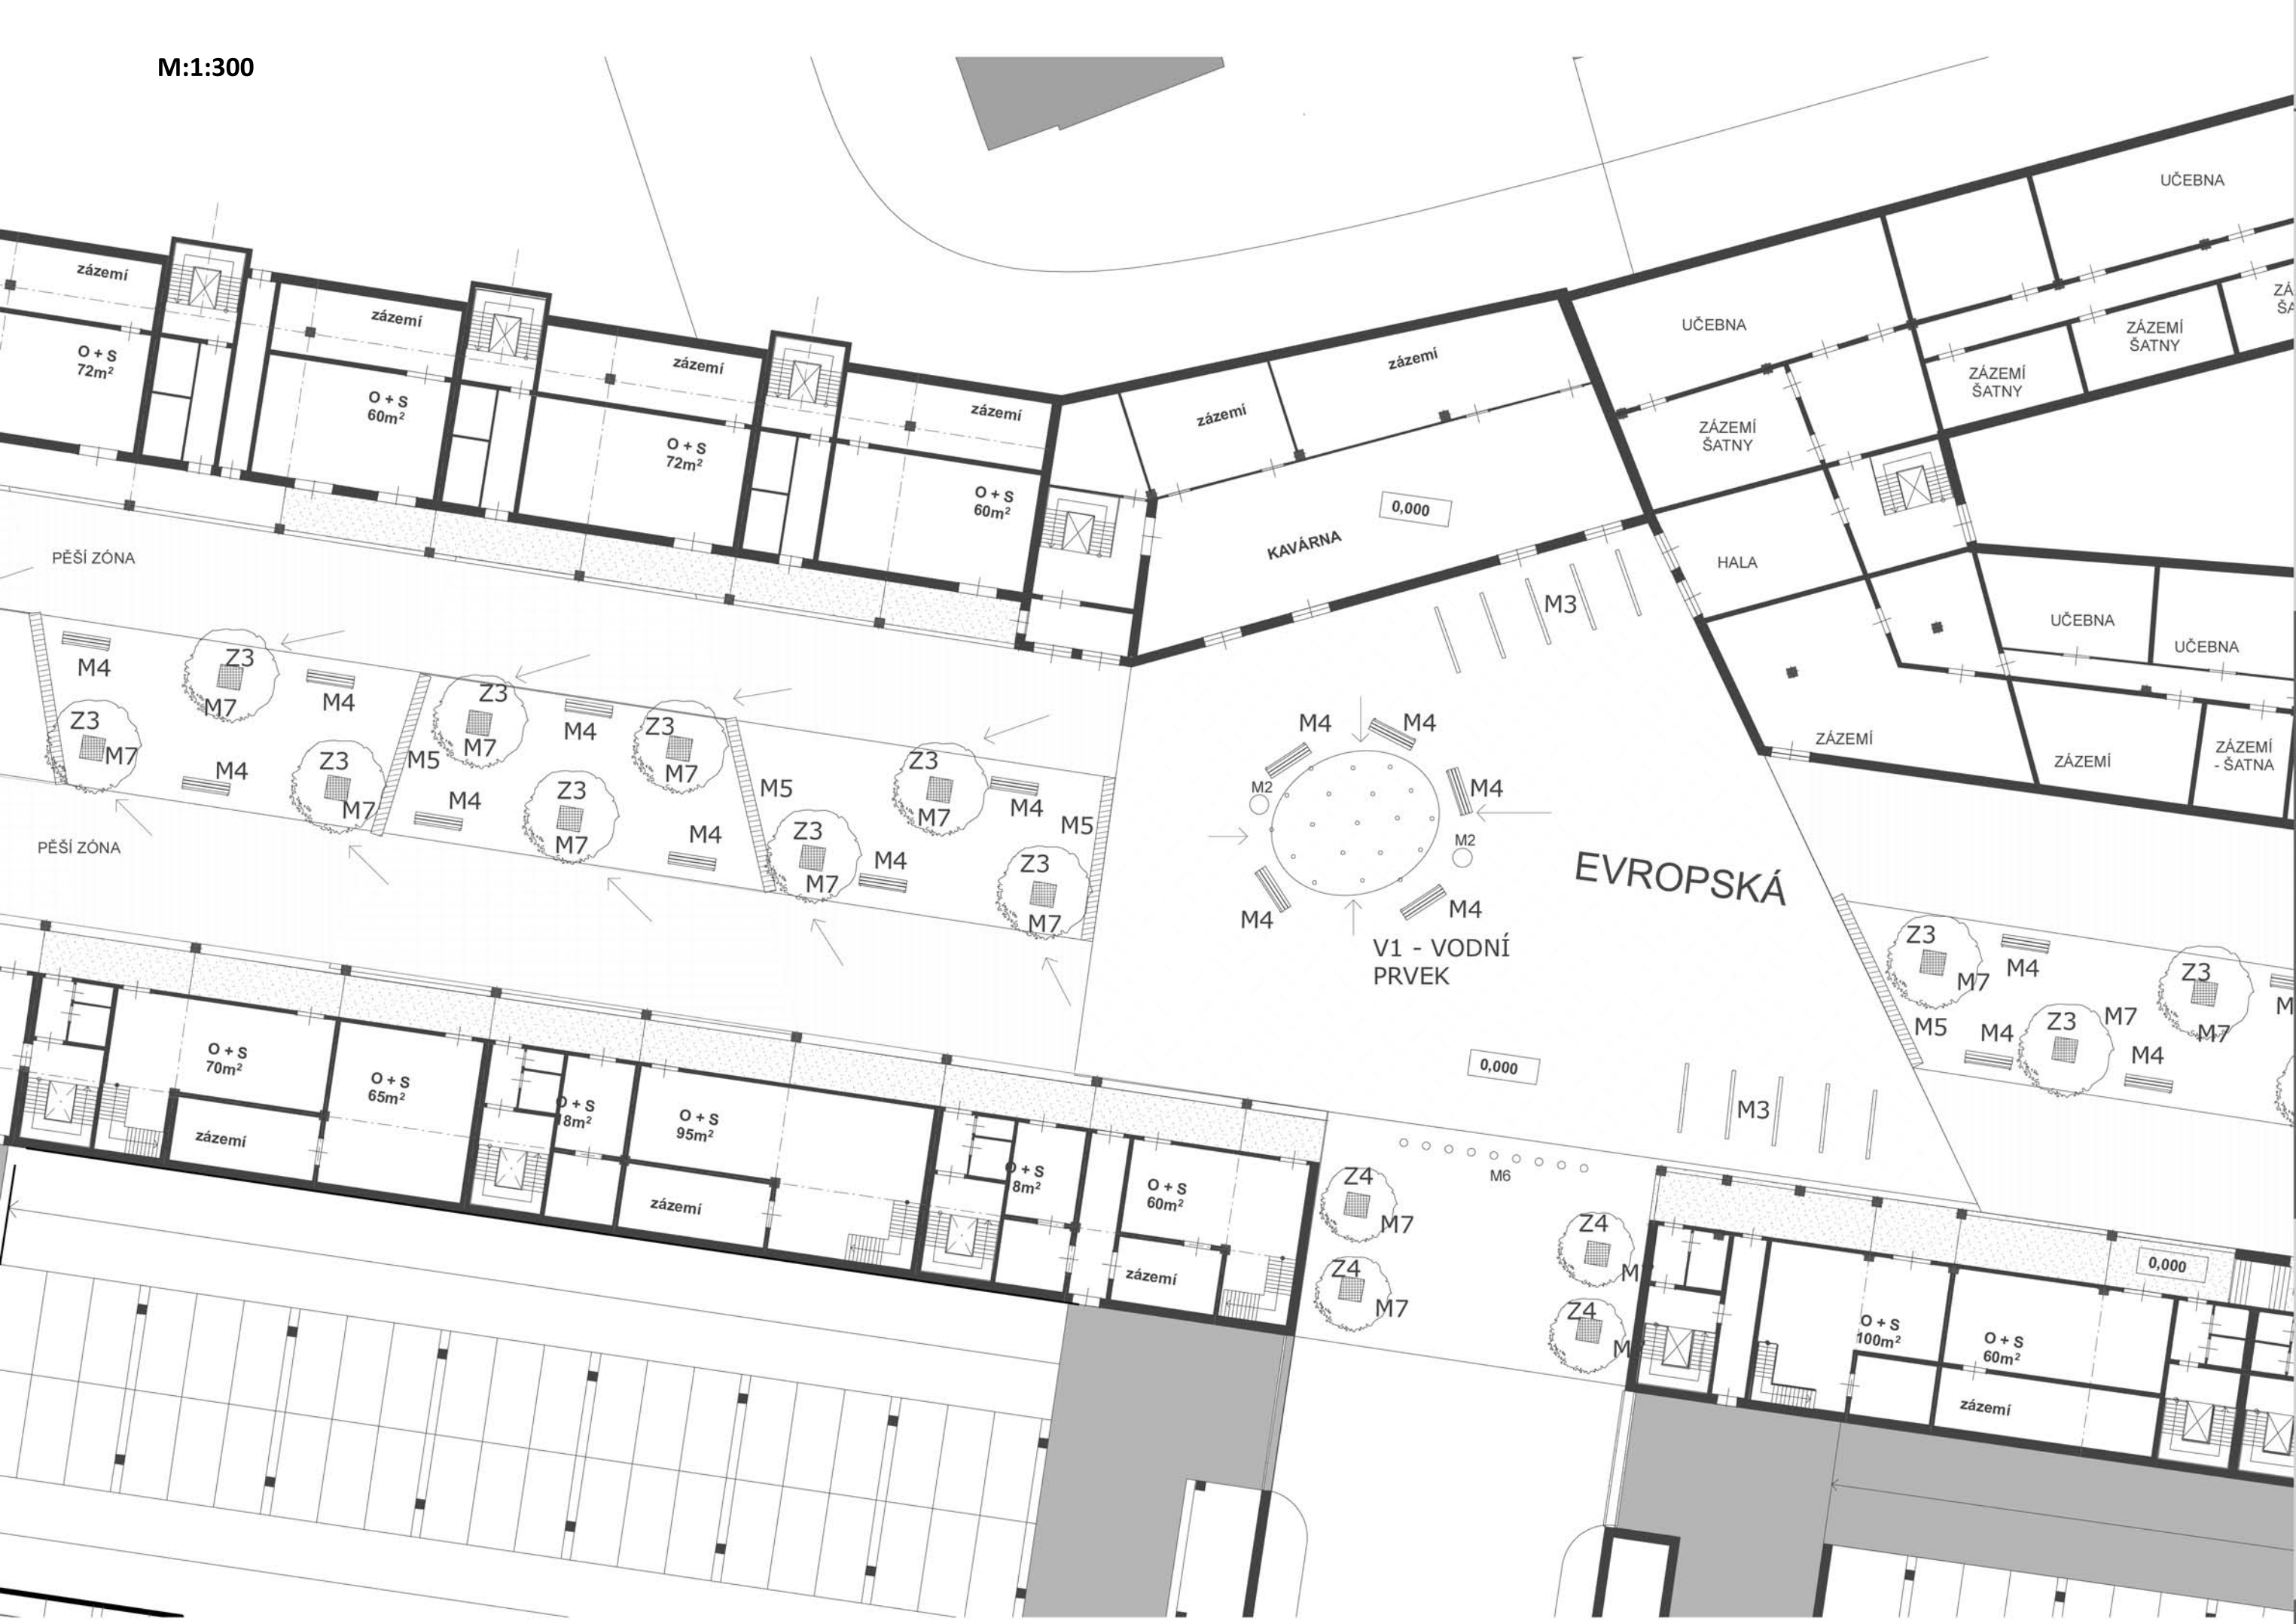 M:1:300
UČEBNA
zázemí
zázemí
zázemí
zázemí
zázemí
zázemí
UČEBNA
ZÁZEMÍ
ŠATNY
ZÁZEMÍ
ŠATNY
ZÁZEMÍ
ŠATNY
O + S
72m²
O + S
60m²
O + S
72m²
O + S
60m²
0,000
KAVÁRNA
HALA
UČEBNA
UČEBNA
ZÁZEMÍ
ZÁZEMÍ
ZÁZEMÍ
- ŠATNA
PĚŠÍ ZÓNA
M3
M4
Z3
M7
M4
Z3
M4
M7
Z3
M7
Z3
M7
M4
Z3
M7
M5
M4
Z3
M7
M4
Z3
M7
M5
M4
Z3
M7
M4
Z3
M7
M4
M5
Z3
M7
PĚŠÍ ZÓNA
M4
M4
M2
M4
M2
M4
M4
V1 - VODNÍ
PRVEK
EVROPSKÁ
Z3
M7
M4
M5
M4
Z3
M7
M4
Z3
M7
O + S
70m²
O + S
65m²
zázemí
O + S
18m²
O + S
95m²
zázemí
O + S
8m²
O + S
60m²
zázemí
0,000
M3
M6
Z4
M7
Z4
M7
Z4
Z4
0,000
O + S
100m²
O + S
60m²
zázemí